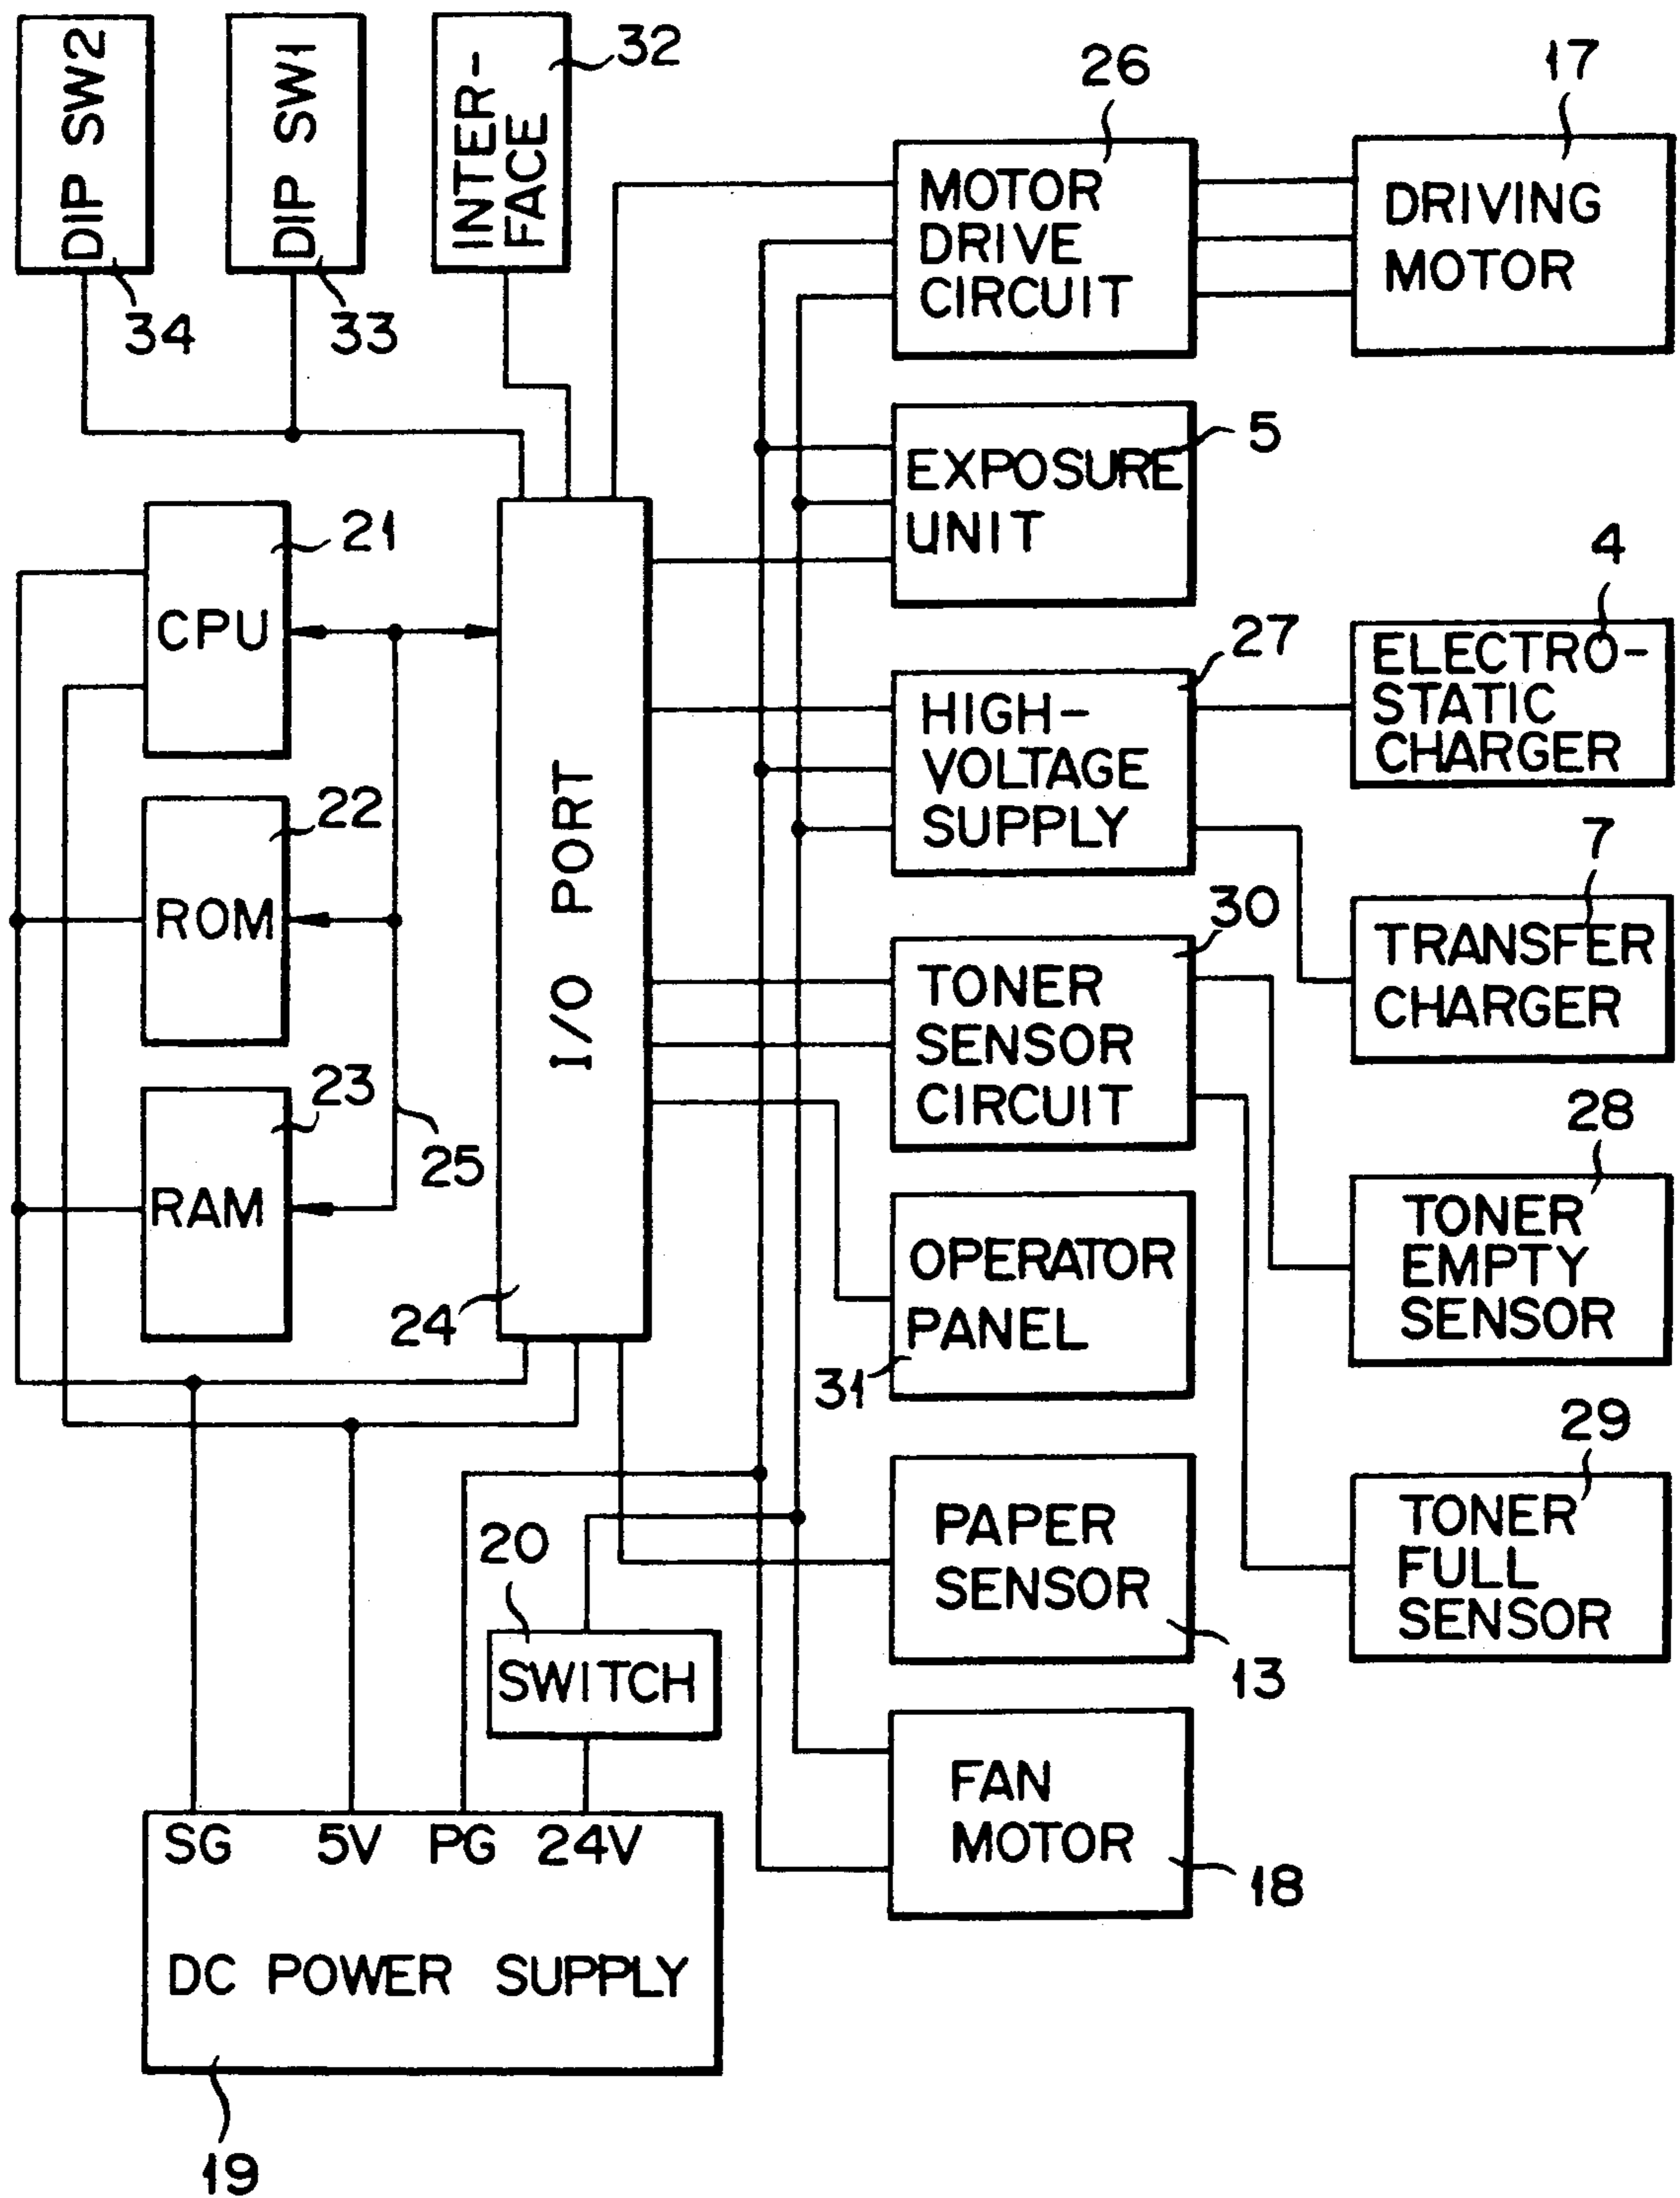 DIP SW2
34
DIP SW1
33
INTER-
FACE
32
26
MOTOR
DRIVE
CIRCUIT
17
DRIVING
MOTOR
5
EXPOSURE
UNIT
21
CPU
4
ELECTRO-
STATIC
CHARGER
27
HIGH-
VOLTAGE
SUPPLY
22
ROM
I/O PORT
24
7
TRANSFER
CHARGER
30
TONER
SENSOR
CIRCUIT
23
RAM
25
28
TONER
EMPTY
SENSOR
OPERATOR
PANEL
31
29
TONER
FULL
SENSOR
PAPER
SENSOR
13
20
SWITCH
FAN
MOTOR
18
SG 5V PG 24V
DC POWER SUPPLY
19